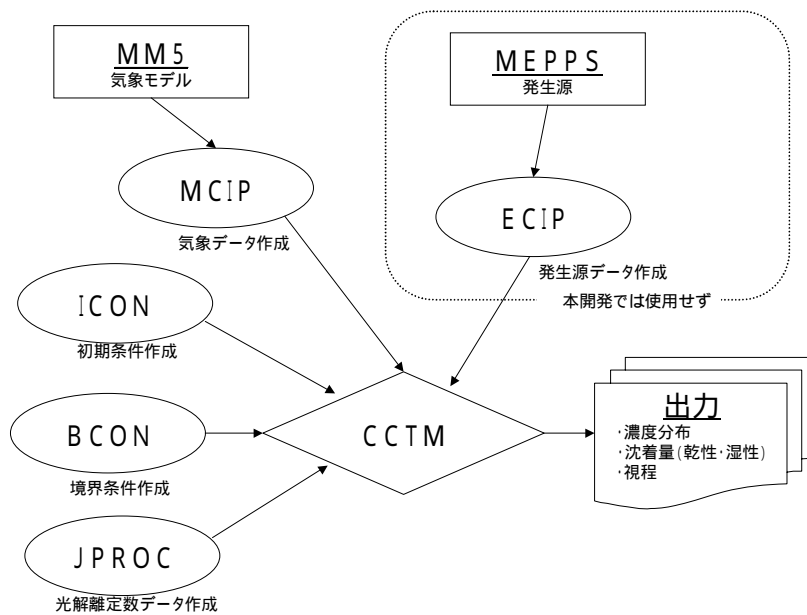 MM5
気象モデル
MEPPS
発生源
MCIP
気象データ作成
ECIP
発生源データ作成
本開発では使用せず
ICON
初期条件作成
BCON
境界条件作成
JPROC
光解離定数データ作成
CCTM
出力
・濃度分布
・沈着量(乾性・湿性)
・視程